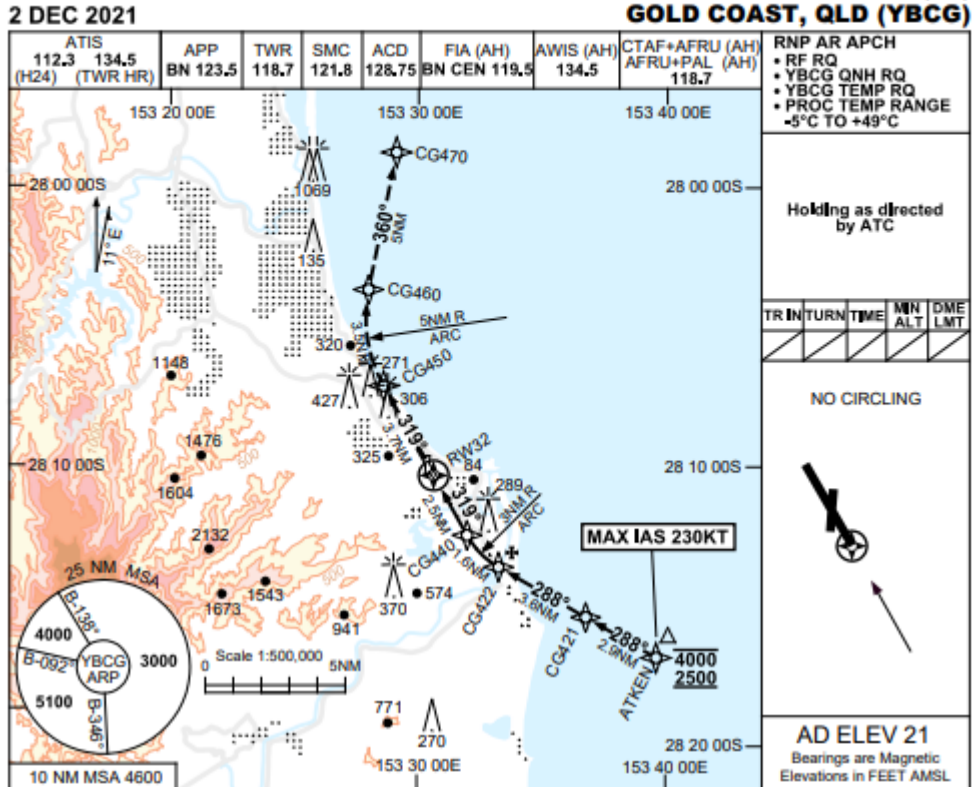 2 DEC 2021
GOLD COAST, QLD (YBCG)
ATIS
112.3 134.5
(H24) (TWR HR)
APP
BN 123.5
TWR
118.7
SMC
121.8
ACD
128.75
FIA (AH)
BN CEN 119.5
AWIS (AH)
134.5
CTAF+AFRU (AH)
AFRU+PAL (AH)
118.7
RNP AR APCH
• RF RQ
• YBCG QNH RQ
• YBCG TEMP RQ
• PROC TEMP RANGE
-5°C TO +49°C
153 20 00E
153 30 00E
153 40 00E
CG470
28 00 00S
28 00 00S
1069
Holding as directed
by ATC
11° E
500
135
360°
5NM
CG460
TR IN
TURN
TIME
MIN
ALT
DME
LMT
5NM R
ARC
320
271
CG450
1148
427
306
NO CIRCLING
319°
3.7NM
1476
500
325
RW32
84
28 10 00S
28 10 00S
1604
289
319°
2.5NM
3NM R
ARC
2132
CG440
1.6NM
MAX IAS 230KT
25 NM MSA
1543
500
370
574
CG422
288°
3.6NM
1673
941
CG421
288°
2.9NM
B-138°
4000
B-092°
YBCG
ARP
3000
5100
B-346°
Scale 1:500,000
0
5NM
ATKEN
4000
2500
771
270
28 20 00S
AD ELEV 21
10 NM MSA 4600
153 30 00E
153 40 00E
Bearings are Magnetic
Elevations in FEET AMSL